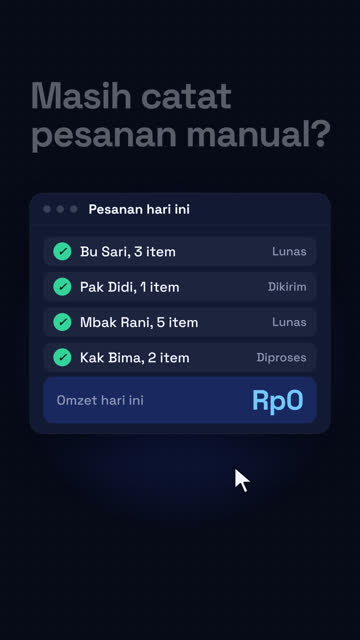 Masih catat
pesanan manual?
Pesanan hari ini
Bu Sari, 3 item Lunas
Pak Didi, 1 item Dikirim
Mbak Rani, 5 item Lunas
Kak Bima, 2 item Diproses
Omzet hari ini Rp0